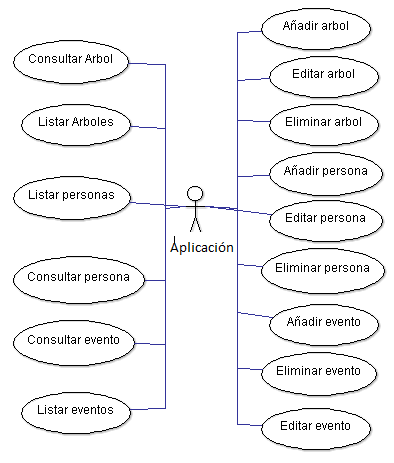 Consultar Arbol
Listar Arboles
Listar personas
Consultar persona
Consultar evento
Listar eventos
Aplicación
Añadir arbol
Editar arbol
Eliminar arbol
Añadir persona
Editar persona
Eliminar persona
Añadir evento
Eliminar evento
Editar evento